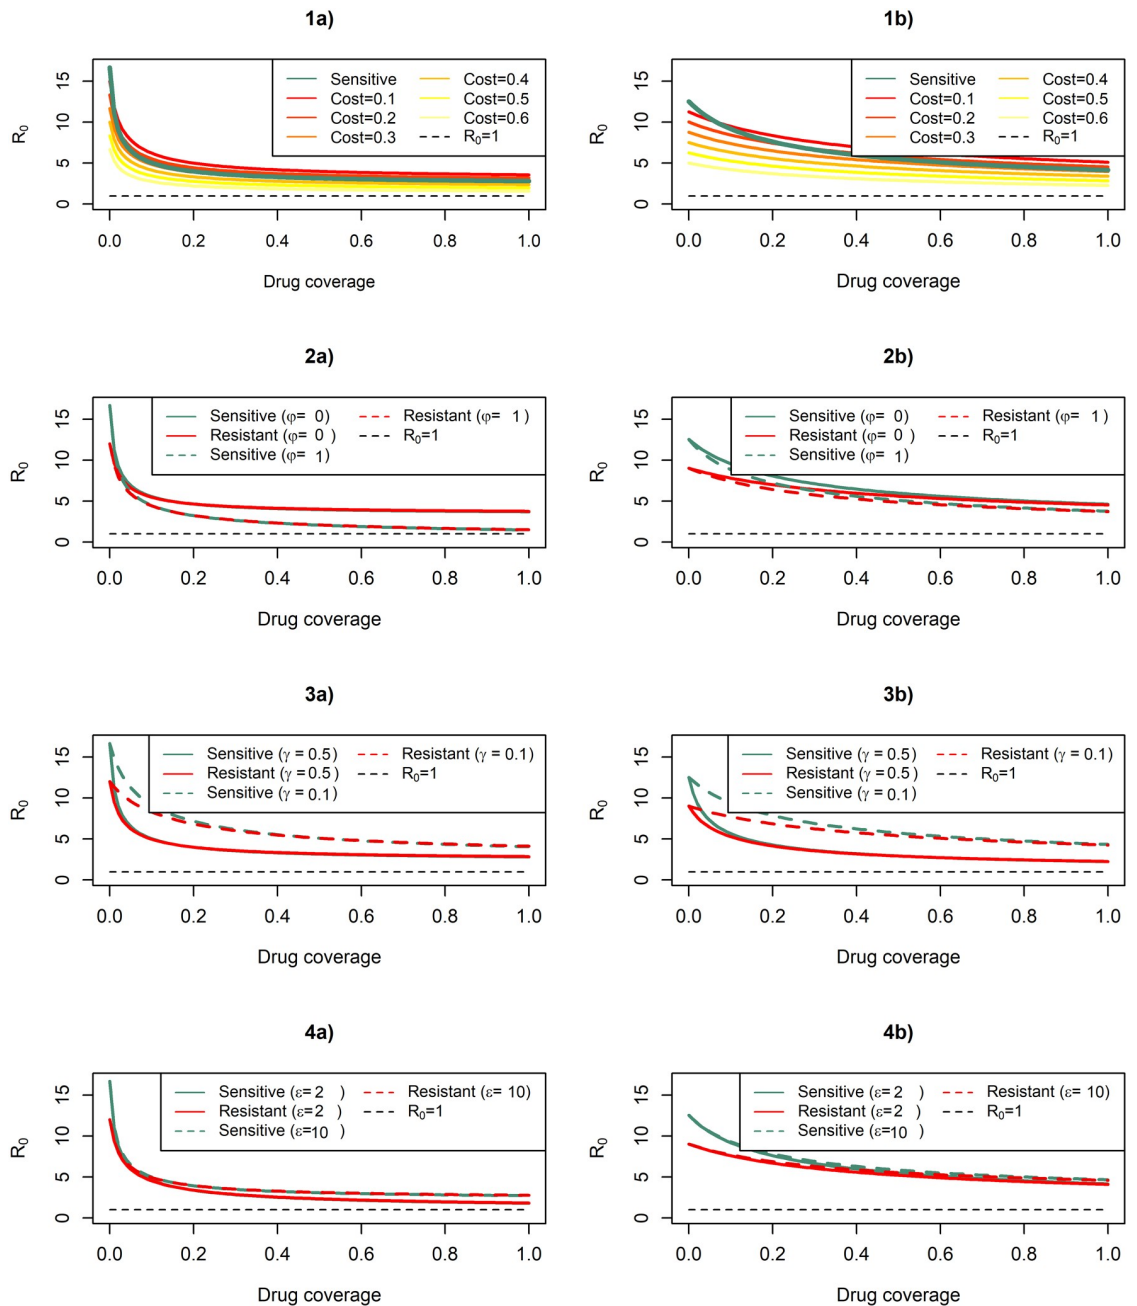 1a)
R0
15
10
5
0
Sensitive
Cost=0.1
Cost=0.2
Cost=0.3
Cost=0.4
Cost=0.5
Cost=0.6
R0=1
0.0 0.2 0.4 0.6 0.8 1.0
Drug coverage
1b)
R0
15
10
5
0
Sensitive
Cost=0.1
Cost=0.2
Cost=0.3
Cost=0.4
Cost=0.5
Cost=0.6
R0=1
0.0 0.2 0.4 0.6 0.8 1.0
Drug coverage
2a)
R0
15
10
5
0
Sensitive (φ= 0)
Resistant (φ= 0 )
Sensitive (φ= 1)
Resistant (φ= 1 )
R0=1
0.0 0.2 0.4 0.6 0.8 1.0
Drug coverage
2b)
R0
15
10
5
0
Sensitive (φ= 0)
Resistant (φ= 0 )
Sensitive (φ= 1)
Resistant (φ= 1 )
R0=1
0.0 0.2 0.4 0.6 0.8 1.0
Drug coverage
3a)
R0
15
10
5
0
Sensitive (γ = 0.5)
Resistant (γ = 0.5)
Sensitive (γ = 0.1)
Resistant (γ = 0.1)
R0=1
0.0 0.2 0.4 0.6 0.8 1.0
Drug coverage
3b)
R0
15
10
5
0
Sensitive (γ = 0.5)
Resistant (γ = 0.5)
Sensitive (γ = 0.1)
Resistant (γ = 0.1)
R0=1
0.0 0.2 0.4 0.6 0.8 1.0
Drug coverage
4a)
R0
15
10
5
0
Sensitive (ε=2 )
Resistant (ε=2 )
Sensitive (ε=10 )
Resistant (ε= 10)
R0=1
0.0 0.2 0.4 0.6 0.8 1.0
Drug coverage
4b)
R0
15
10
5
0
Sensitive (ε=2 )
Resistant (ε=2 )
Sensitive (ε=10 )
Resistant (ε= 10)
R0=1
0.0 0.2 0.4 0.6 0.8 1.0
Drug coverage